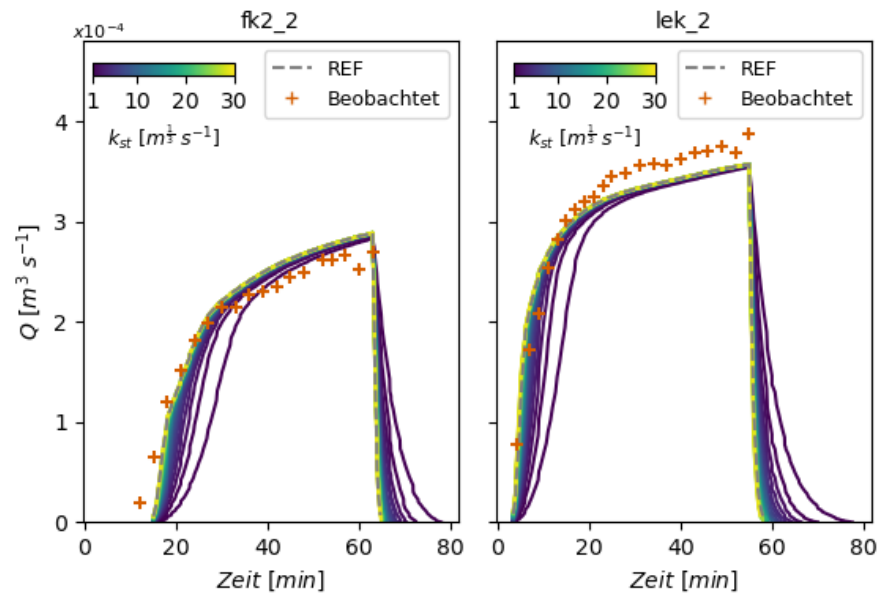 fk2_2
lek_2
x10⁻⁴
REF
Beobachtet
1 10 20 30
k_st [m^⅓ s⁻¹]
REF
Beobachtet
1 10 20 30
k_st [m^⅓ s⁻¹]
4
3
2
1
0
Q [m³ s⁻¹]
0 20 40 60 80
0 20 40 60 80
Zeit [min]
Zeit [min]